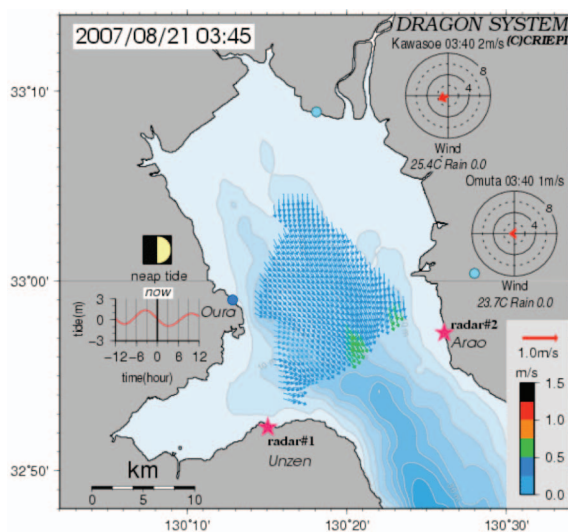 2007/08/21 03:45
DRAGON SYSTEM
Kawasoe 03:40 2m/s (C)CRIEPI
8
4
Wind
25.4C Rain 0.0
Omuta 03:40 1m/s
8
4
Wind
23.7C Rain 0.0
33°10'
33°00'
32°50'
neap tide
now
tide(m)
3
0
-3
-12 -6 0 6 12
time(hour)
Oura
radar#2
Arao
radar#1
Unzen
1.0m/s
m/s
1.5
1.0
0.5
0.0
km
0 5 10
130°10' 130°20' 130°30'